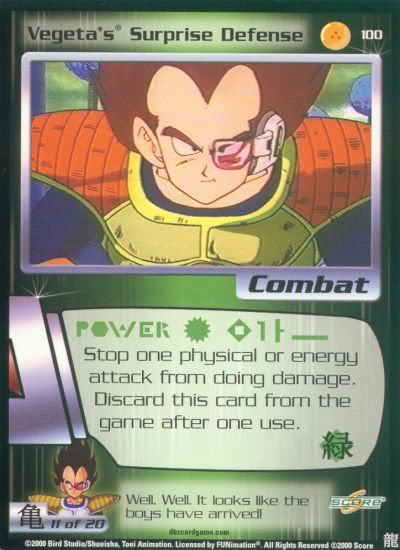 Vegeta's® Surprise Defense 100
Combat
POWER
Stop one physical or energy
attack from doing damage.
Discard this card from the
game after one use.
緑
Well. Well. It looks like the
boys have arrived!
SCORE
亀 11 of 20
dbzcardgame.com
©2000 Bird Studio/Shueisha, Toei Animation. Licensed by FUNimation®. All Rights Reserved ©2000 Score
龍